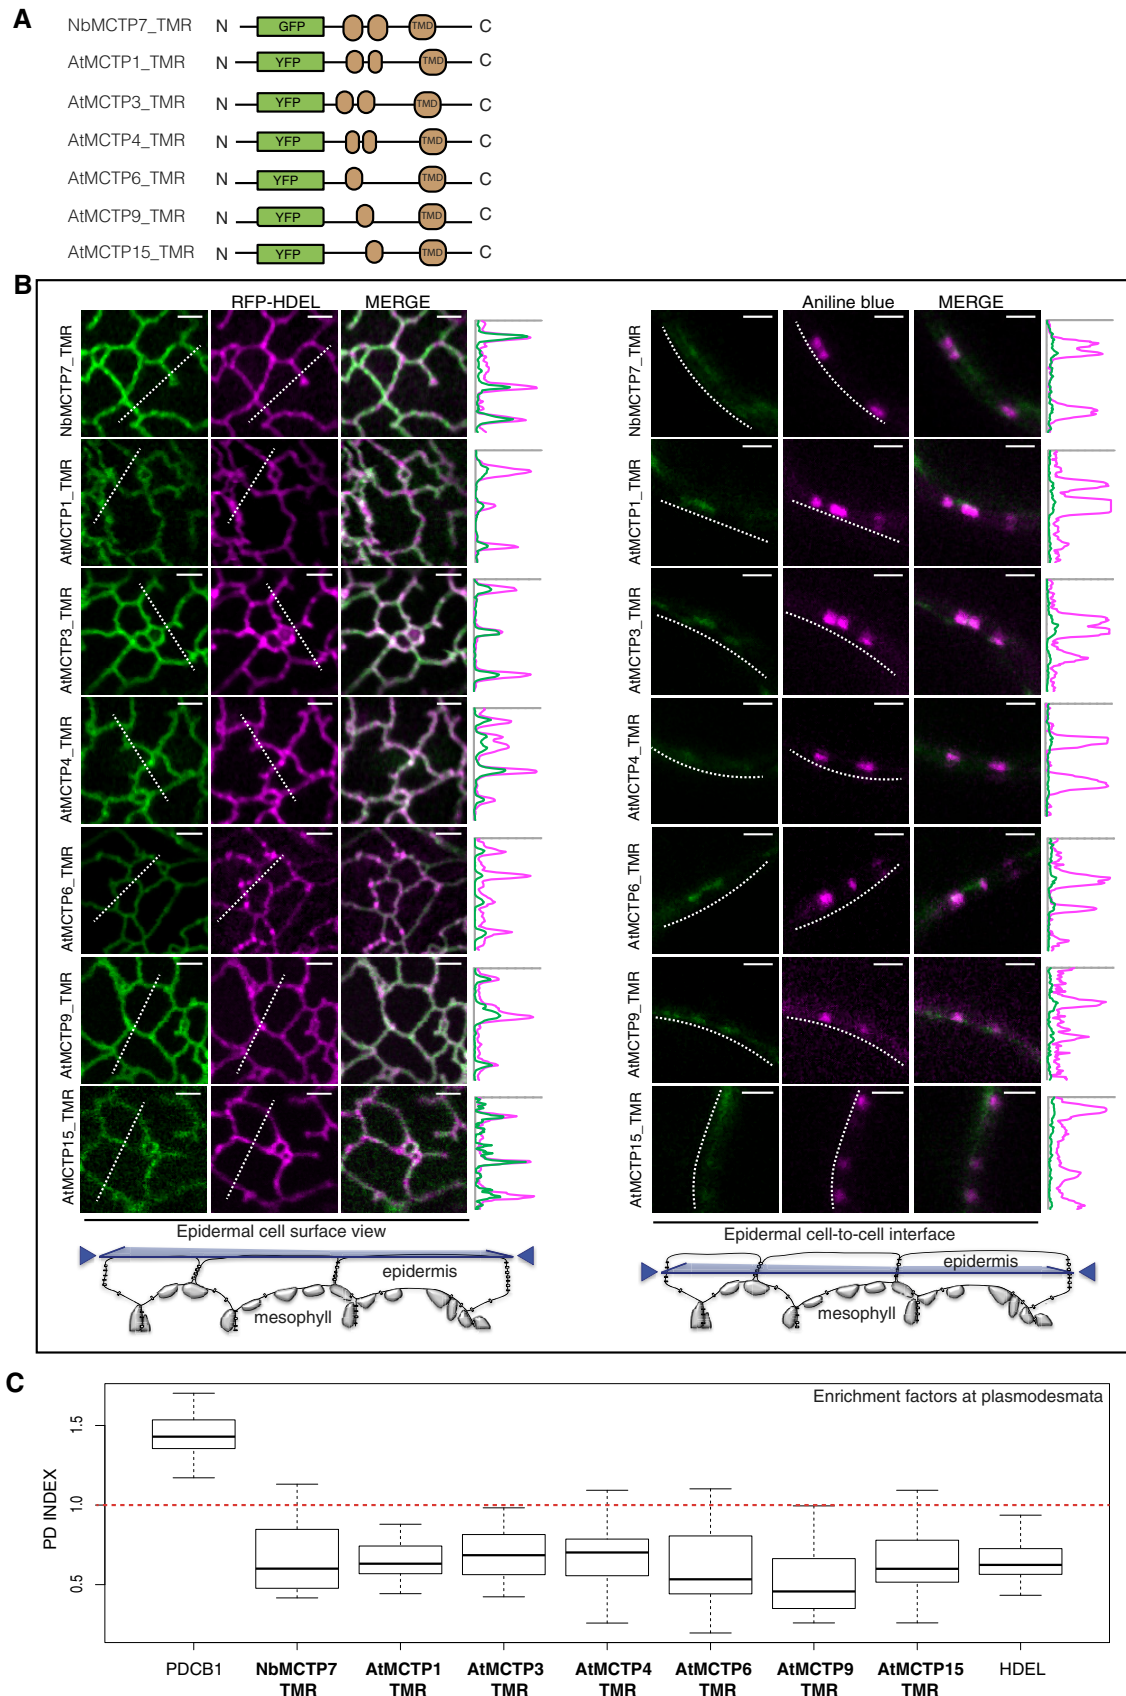 A
NbMCTP7_TMR N GFP TMD C
AtMCTP1_TMR N YFP TMD C
AtMCTP3_TMR N YFP TMD C
AtMCTP4_TMR N YFP TMD C
AtMCTP6_TMR N YFP TMD C
AtMCTP9_TMR N YFP TMD C
AtMCTP15_TMR N YFP TMD C
B
RFP-HDEL MERGE
Aniline blue MERGE
NbMCTP7_TMR
AtMCTP1_TMR
AtMCTP3_TMR
AtMCTP4_TMR
AtMCTP6_TMR
AtMCTP9_TMR
AtMCTP15_TMR
NbMCTP7_TMR
AtMCTP1_TMR
AtMCTP3_TMR
AtMCTP4_TMR
AtMCTP6_TMR
AtMCTP9_TMR
AtMCTP15_TMR
Epidermal cell surface view
epidermis
mesophyll
Epidermal cell-to-cell interface
epidermis
mesophyll
C
Enrichment factors at plasmodesmata
PD INDEX
1.5
1.0
0.5
PDCB1
NbMCTP7
TMR
AtMCTP1
TMR
AtMCTP3
TMR
AtMCTP4
TMR
AtMCTP6
TMR
AtMCTP9
TMR
AtMCTP15
TMR
HDEL